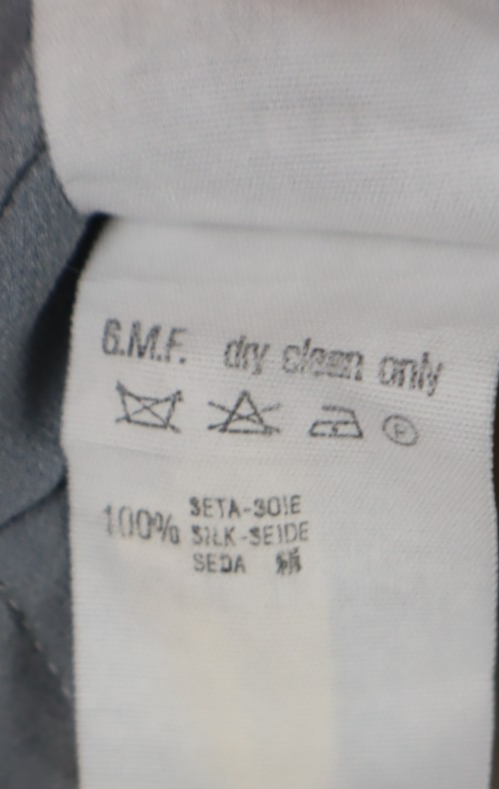 G.M.F. dry clean only
P
100% SETA-SOIE
SILK-SEIDE
SEDA 絹